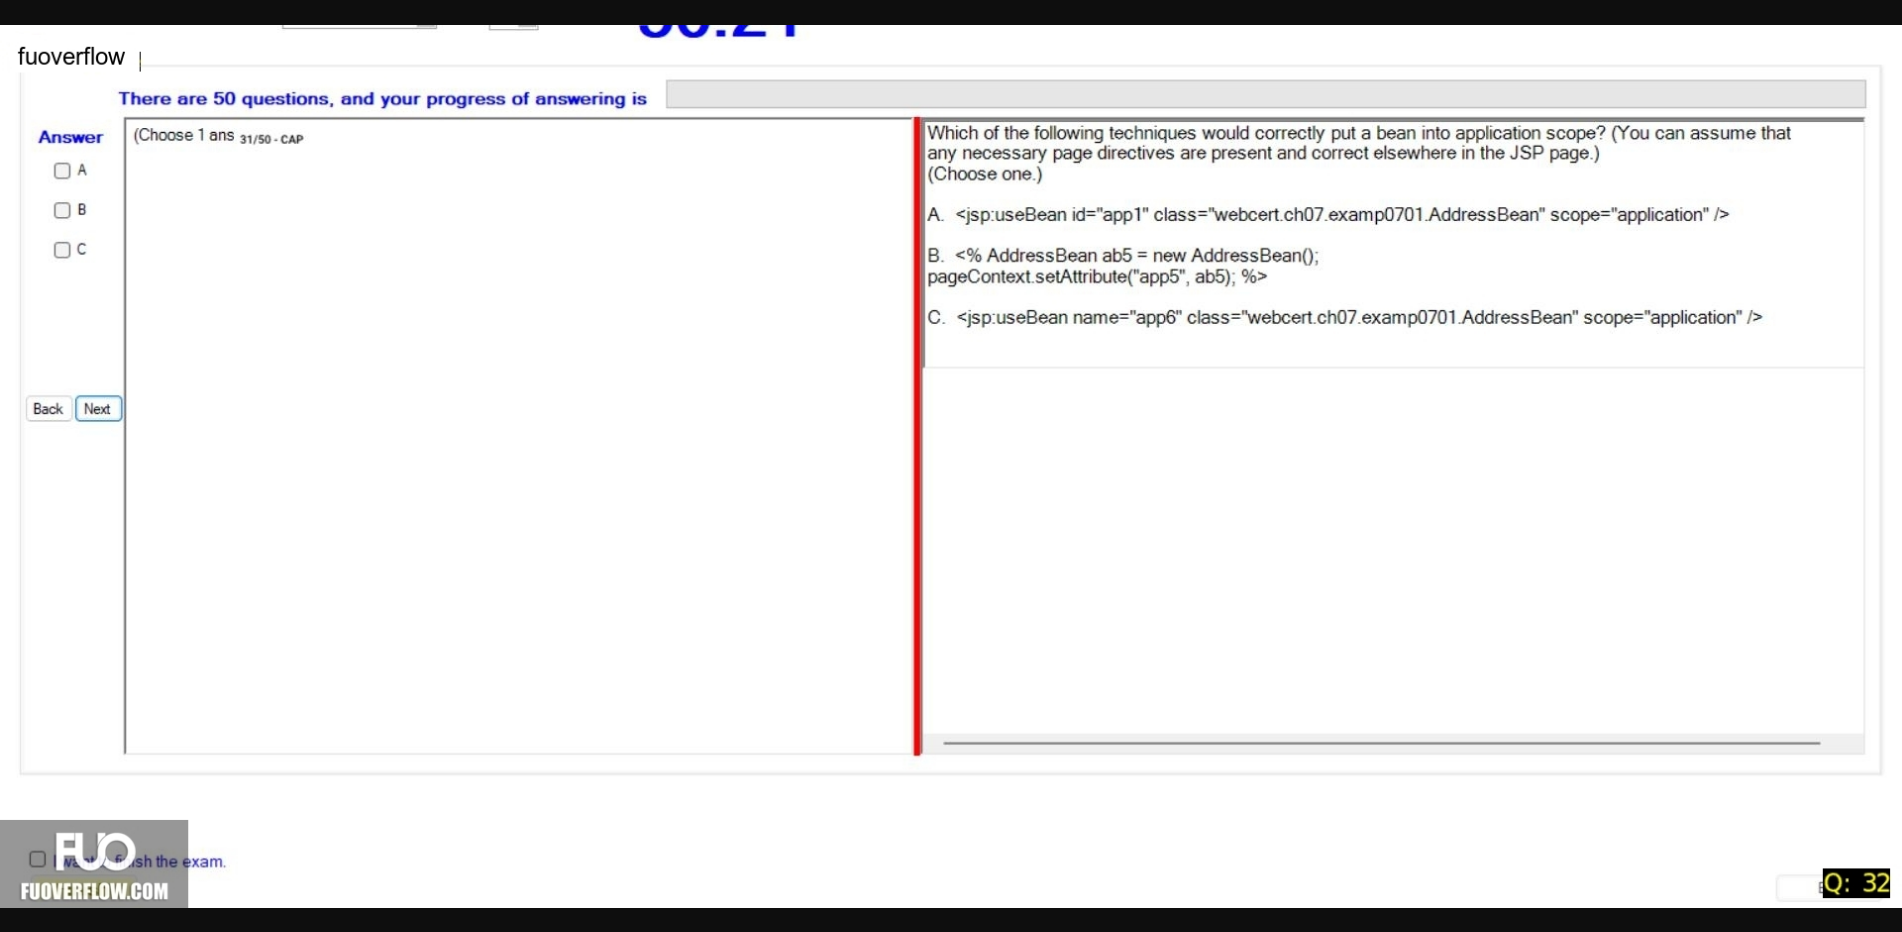 fuoverflow
There are 50 questions, and your progress of answering is
Answer
(Choose 1 ans 31/50 - CAP
A
B
C
Back Next
Which of the following techniques would correctly put a bean into application scope? (You can assume that
any necessary page directives are present and correct elsewhere in the JSP page.)
(Choose one.)
A. <jsp:useBean id="app1" class="webcert.ch07.examp0701.AddressBean" scope="application" />
B. <% AddressBean ab5 = new AddressBean();
pageContext.setAttribute("app5", ab5); %>
C. <jsp:useBean name="app6" class="webcert.ch07.examp0701.AddressBean" scope="application" />
FUO
the exam.
FUOVERFLOW.COM
Q: 32